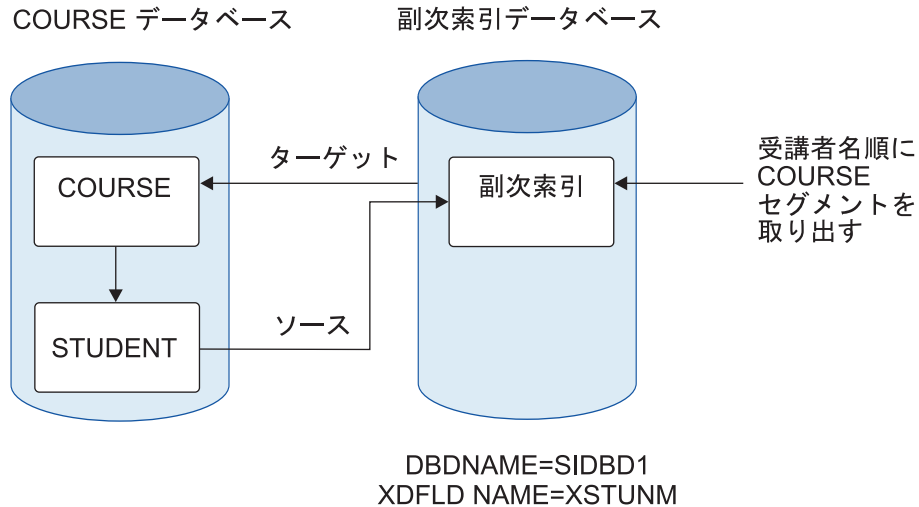 COURSE データベース
副次索引データベース
ターゲット
COURSE
副次索引
受講者名順に
COURSE
セグメントを
取り出す
ソース
STUDENT
DBDNAME=SIDBD1
XDFLD NAME=XSTUNM